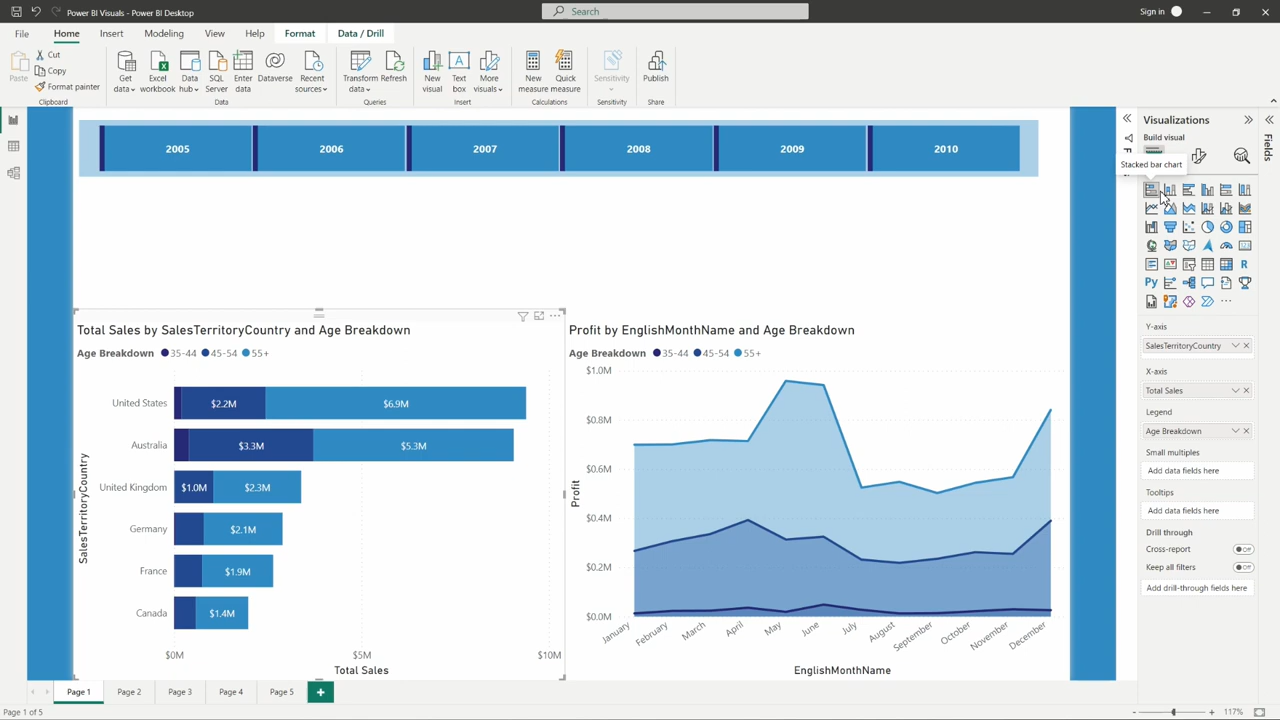 Power BI Visuals - Power BI Desktop
Search
Sign in
File Home Insert Modeling View Help Format Data / Drill
Paste
Cut
Copy
Format painter
Clipboard
Get data
Excel workbook
Data hub
SQL Server
Enter data
Dataverse
Recent sources
Data
Transform data
Refresh
Queries
New visual
Text box
More visuals
Insert
New measure
Quick measure
Calculations
Sensitivity
Sensitivity
Publish
Share
2005 2006 2007 2008 2009 2010
Total Sales by SalesTerritoryCountry and Age Breakdown
Age Breakdown 35-44 45-54 55+
SalesTerritoryCountry
United States $2.2M $6.9M
Australia $3.3M $5.3M
United Kingdom $1.0M $2.3M
Germany $2.1M
France $1.9M
Canada $1.4M
$0M $5M $10M
Total Sales
Profit by EnglishMonthName and Age Breakdown
Age Breakdown 35-44 45-54 55+
Profit
$1.0M
$0.8M
$0.6M
$0.4M
$0.2M
$0.0M
January February March April May June July August September October November December
EnglishMonthName
Visualizations
Build visual
Stacked bar chart
R
Py
Y-axis
SalesTerritoryCountry
X-axis
Total Sales
Legend
Age Breakdown
Small multiples
Add data fields here
Tooltips
Add data fields here
Drill through
Cross-report Off
Keep all filters Off
Add drill-through fields here
Fields
Page 1 Page 2 Page 3 Page 4 Page 5 +
Page 1 of 5
- + 117%